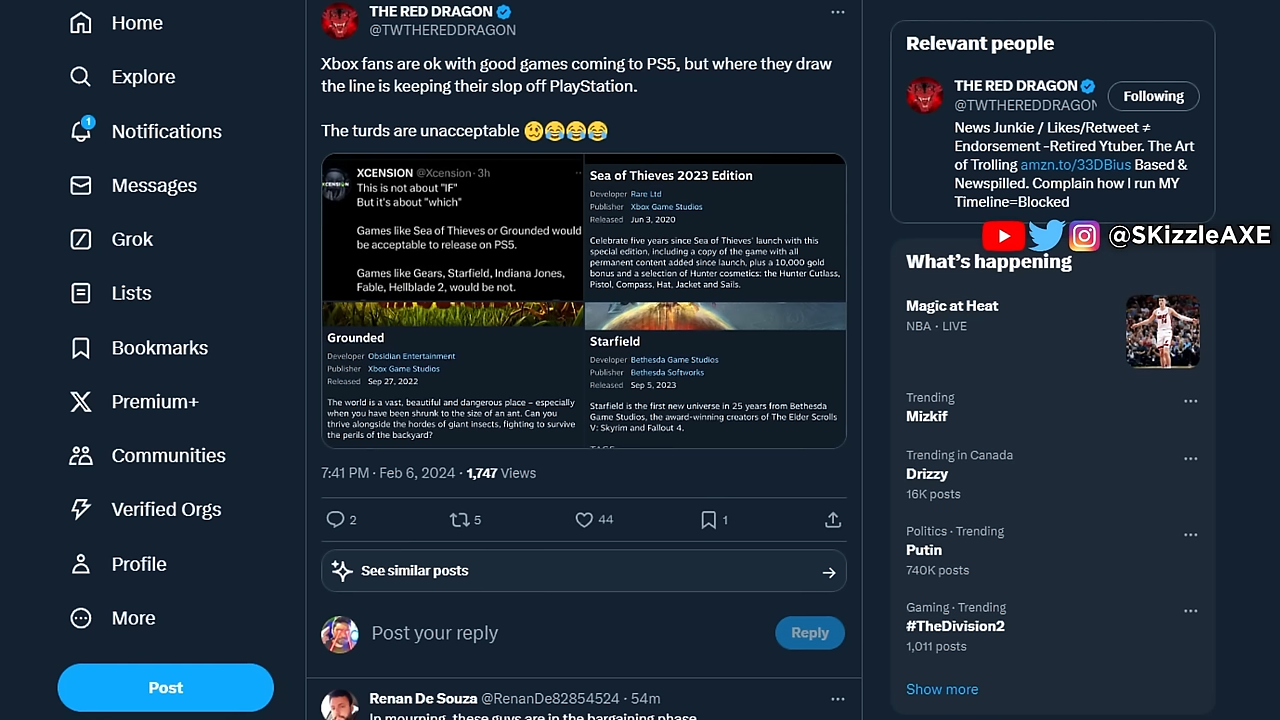 Home
Explore
1
Notifications
Messages
Grok
Lists
Bookmarks
Premium+
Communities
Verified Orgs
Profile
More
Post
THE RED DRAGON
@TWTHEREDDRAGON
Xbox fans are ok with good games coming to PS5, but where they draw
the line is keeping their slop off PlayStation.
The turds are unacceptable 🥴😂😂😂
XCENSION @Xcension · 3h
This is not about "IF"
But it's about "which"
Games like Sea of Thieves or Grounded would
be acceptable to release on PS5.
Games like Gears, Starfield, Indiana Jones,
Fable, Hellblade 2, would be not.
Sea of Thieves 2023 Edition
Developer Rare Ltd
Publisher Xbox Game Studios
Released Jun 3, 2020
Celebrate five years since Sea of Thieves' launch with this
special edition, including a copy of the game with all
permanent content added since launch, plus a 10,000 gold
bonus and a selection of Hunter cosmetics: the Hunter Cutlass,
Pistol, Compass, Hat, Jacket and Sails.
Grounded
Developer Obsidian Entertainment
Publisher Xbox Game Studios
Released Sep 27, 2022
The world is a vast, beautiful and dangerous place – especially
when you have been shrunk to the size of an ant. Can you
thrive alongside the hordes of giant insects, fighting to survive
the perils of the backyard?
Starfield
Developer Bethesda Game Studios
Publisher Bethesda Softworks
Released Sep 5, 2023
Starfield is the first new universe in 25 years from Bethesda
Game Studios, the award-winning creators of The Elder Scrolls
V: Skyrim and Fallout 4.
7:41 PM · Feb 6, 2024 · 1,747 Views
2
5
44
1
See similar posts
Post your reply
Reply
Renan De Souza @RenanDe82854524 · 54m
In mourning, these guys are in the bargaining phase
Relevant people
THE RED DRAGON
@TWTHEREDDRAGON
Following
News Junkie / Likes/Retweet ≠
Endorsement -Retired Ytuber. The Art
of Trolling amzn.to/33DBius Based &
Newspilled. Complain how I run MY
Timeline=Blocked
@SKizzleAXE
What's happening
Magic at Heat
NBA · LIVE
Trending
Mizkif
Trending in Canada
Drizzy
16K posts
Politics · Trending
Putin
740K posts
Gaming · Trending
#TheDivision2
1,011 posts
Show more